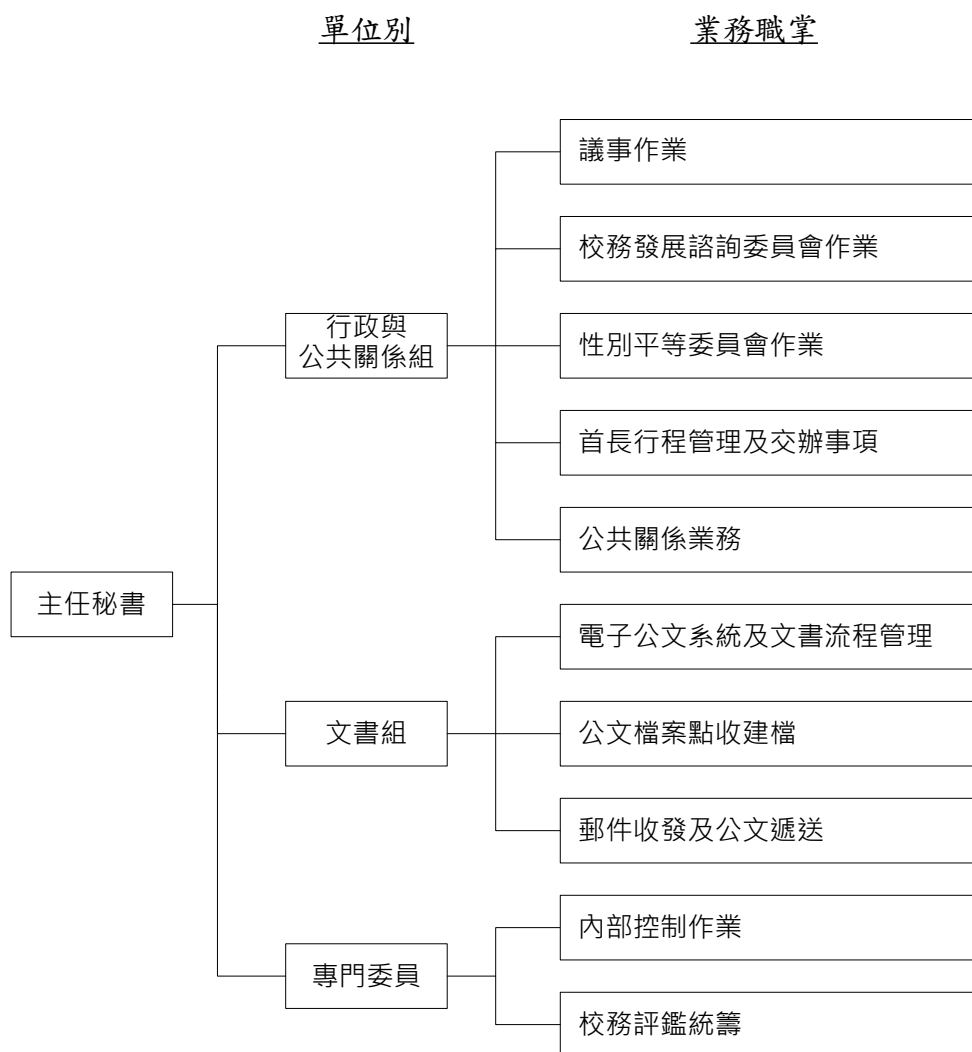 單位別
業務職掌
議事作業
校務發展諮詢委員會作業
行政與
公共關係組
性別平等委員會作業
首長行程管理及交辦事項
公共關係業務
主任秘書
電子公文系統及文書流程管理
文書組
公文檔案點收建檔
郵件收發及公文遞送
內部控制作業
專門委員
校務評鑑統籌